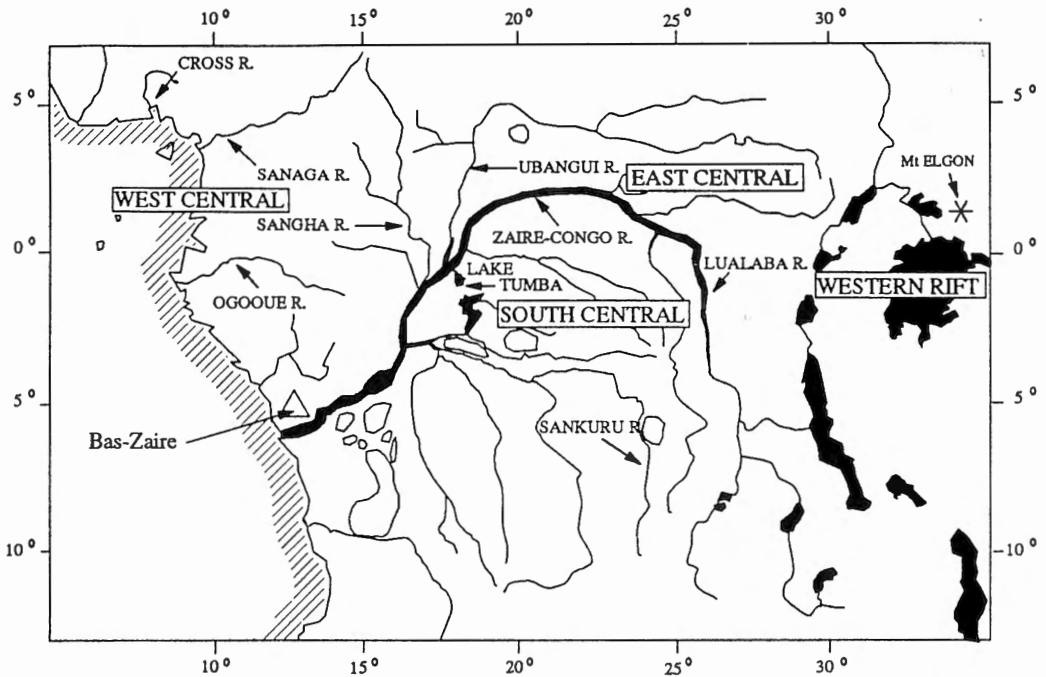 10° 15° 20° 25° 30°
CROSS R.
5° 5°
SANAGA R.
UBANGUI R.
EAST CENTRAL
Mt ELGON
WEST CENTRAL
SANGHA R.
ZAIRE-CONGO R.
0° 0°
LUALABA R.
LAKE
TUMBA
WESTERN RIFT
OGOOUE R.
SOUTH CENTRAL
5° 5°
Bas-Zaire
SANKURU R
10° 10°
10° 15° 20° 25° 30°